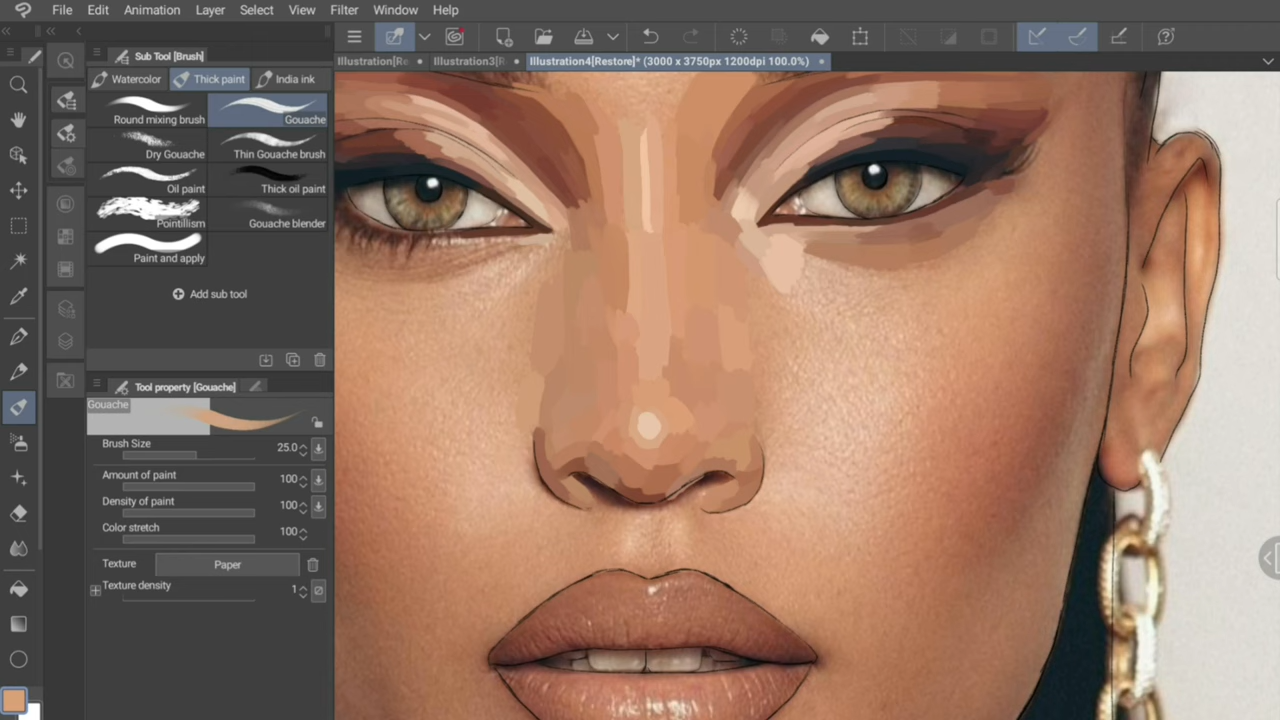 File Edit Animation Layer Select View Filter Window Help
Sub Tool [Brush]
Illustration[Re Illustration3[R Illustration4[Restore]* (3000 x 3750px 1200dpi 100.0%)
Watercolor Thick paint India ink
Round mixing brush Gouache
Dry Gouache Thin Gouache brush
Oil paint Thick oil paint
Pointillism Gouache blender
Paint and apply
Add sub tool
Tool property [Gouache]
Gouache
Brush Size 25.0
Amount of paint 100
Density of paint 100
Color stretch 100
Texture Paper
Texture density 1